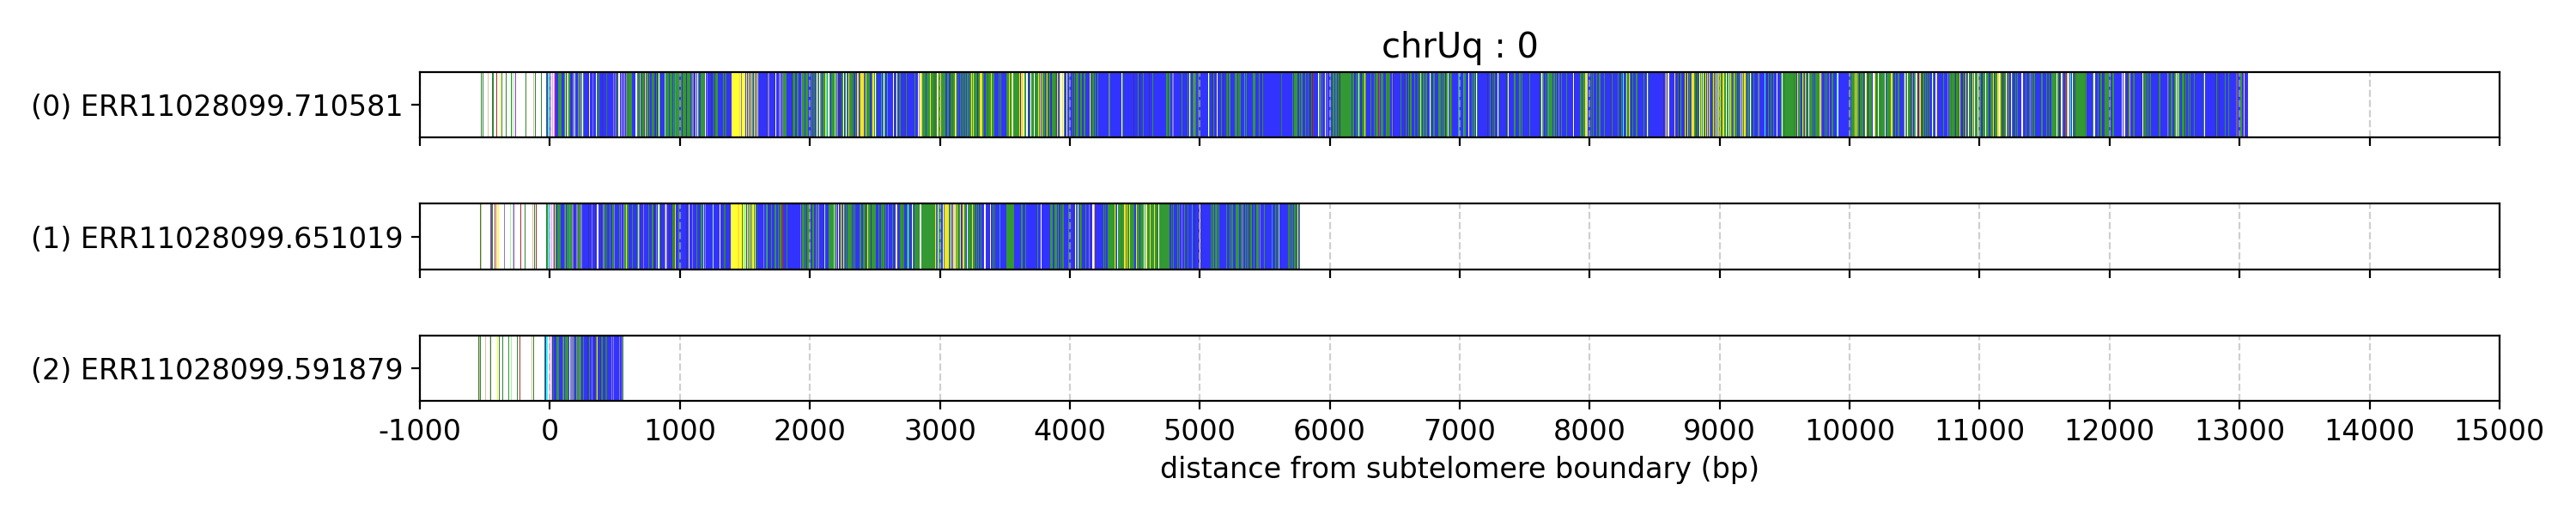 chrUq : 0
(0) ERR11028099.710581
(1) ERR11028099.651019
(2) ERR11028099.591879
-1000 0 1000 2000 3000 4000 5000 6000 7000 8000 9000 10000 11000 12000 13000 14000 15000
distance from subtelomere boundary (bp)